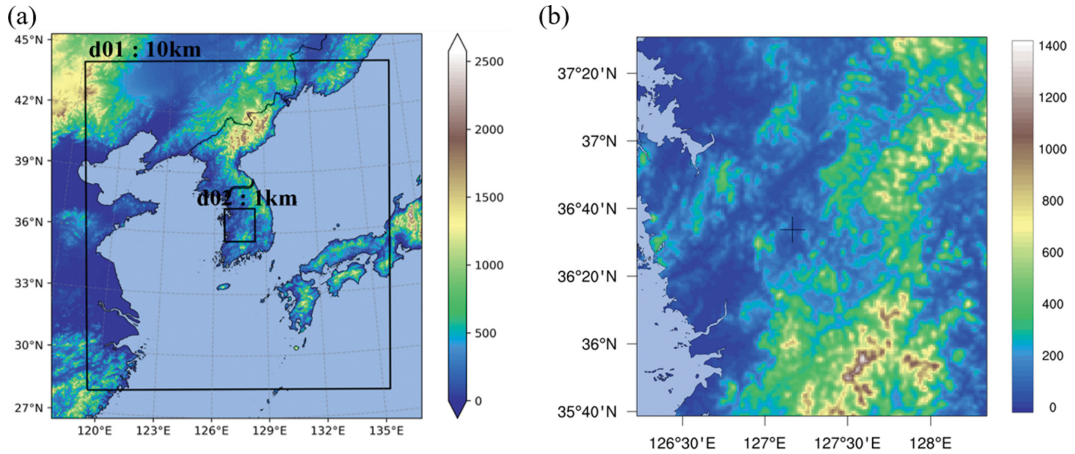 (a)
(b)
d01 : 10km
d02 : 1km
45°N
42°N
39°N
36°N
33°N
30°N
27°N
120°E
123°E
126°E
129°E
132°E
135°E
2500
2000
1500
1000
500
0
37°20'N
37°N
36°40'N
36°20'N
36°N
35°40'N
126°30'E
127°E
127°30'E
128°E
1400
1200
1000
800
600
400
200
0